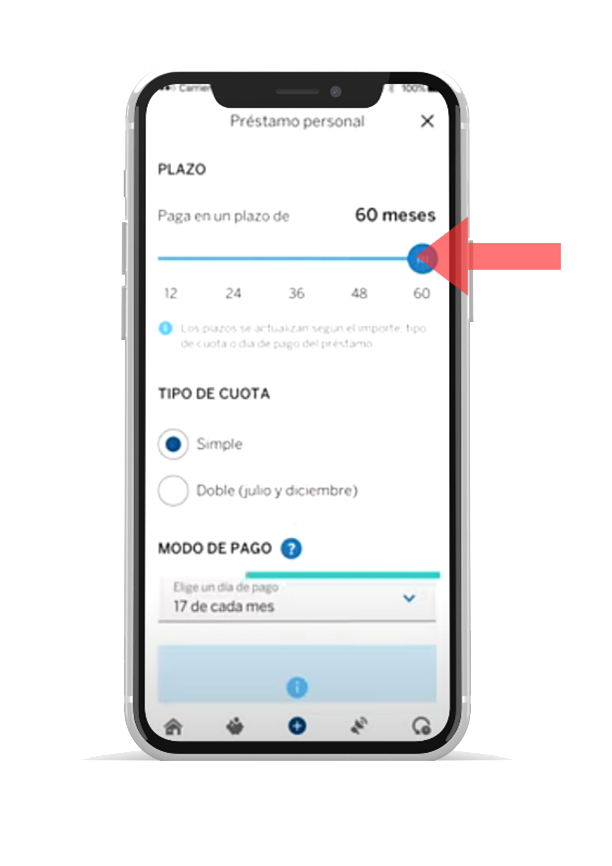 Carrier
100%
Préstamo personal
PLAZO
Paga en un plazo de
60 meses
12 24 36 48 60
Los plazos se actualizan según el importe, tipo
de cuota o día de pago del préstamo
TIPO DE CUOTA
Simple
Doble (julio y diciembre)
MODO DE PAGO ?
Elige un día de pago
17 de cada mes